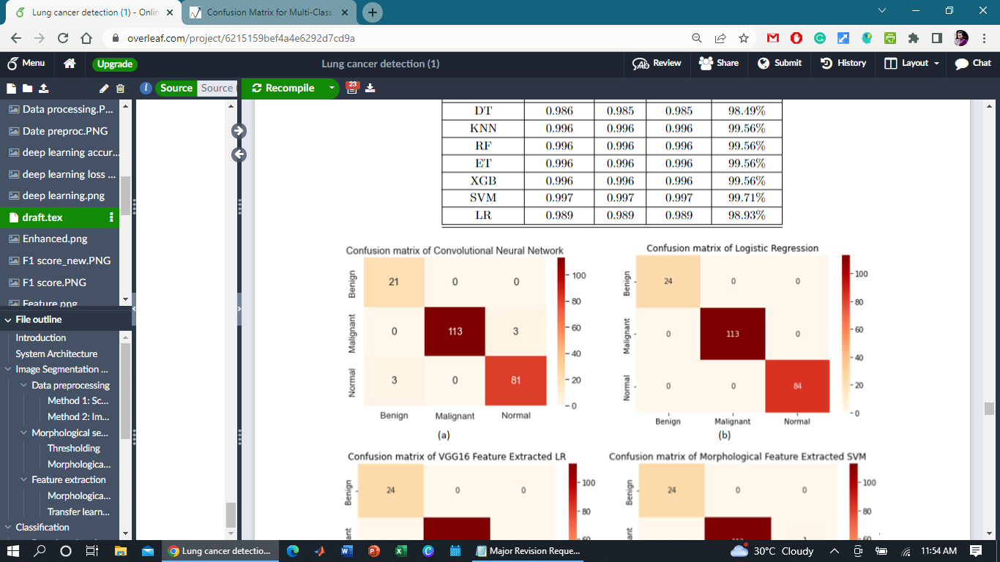 Lung cancer detection (1) - Onlin
Confusion Matrix for Multi-Class
overleaf.com/project/6215159bef4a4e6292d7cd9a
Menu
Upgrade
Lung cancer detection (1)
Review
Share
Submit
History
Layout
Chat
Source
Source
Recompile
23
Data processing.P...
Date preproc.PNG
deep learning accur...
deep learning loss ...
deep learning.png
draft.tex
Enhanced.png
F1 score_new.PNG
F1 score.PNG
Feature.png
File outline
Introduction
System Architecture
Image Segmentation ...
Data preprocessing
Method 1: Sc...
Method 2: Im...
Morphological se...
Thresholding
Morphologica...
Feature extraction
Morphologica...
Transfer learn...
Classification
DT 0.986 0.985 0.985 98.49%
KNN 0.996 0.996 0.996 99.56%
RF 0.996 0.996 0.996 99.56%
ET 0.996 0.996 0.996 99.56%
XGB 0.996 0.996 0.996 99.56%
SVM 0.997 0.997 0.997 99.71%
LR 0.989 0.989 0.989 98.93%
Confusion matrix of Convolutional Neural Network
Benign 21 0 0
Malignant 0 113 3
Normal 3 0 81
Benign Malignant Normal
100
80
60
40
20
0
(a)
Confusion matrix of Logistic Regression
Benign 24 0 0
Malignant 0 113 0
Normal 0 0 84
Benign Malignant Normal
100
80
60
40
20
0
(b)
Confusion matrix of VGG16 Feature Extracted LR
Benign 24 0 0
100
80
Confusion matrix of Morphological Feature Extracted SVM
Benign 24 0 0
100
80
Lung cancer detectio...
Major Revision Reque...
30°C Cloudy
11:54 AM